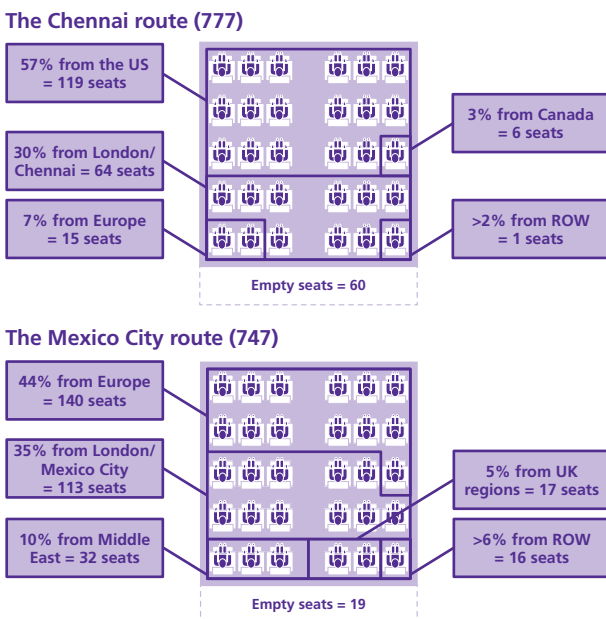 The Chennai route (777)
57% from the US
= 119 seats
30% from London/
Chennai = 64 seats
7% from Europe
= 15 seats
3% from Canada
= 6 seats
>2% from ROW
= 1 seats
Empty seats = 60
The Mexico City route (747)
44% from Europe
= 140 seats
35% from London/
Mexico City
= 113 seats
10% from Middle
East = 32 seats
5% from UK
regions = 17 seats
>6% from ROW
= 16 seats
Empty seats = 19